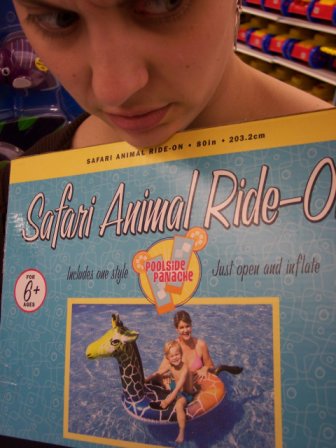 SAFARI ANIMAL RIDE-ON • 80in • 203.2cm
Safari Animal Ride-O
Includes one style
POOLSIDE
PANACHE
Just open and inflate
FOR
6+
AGES